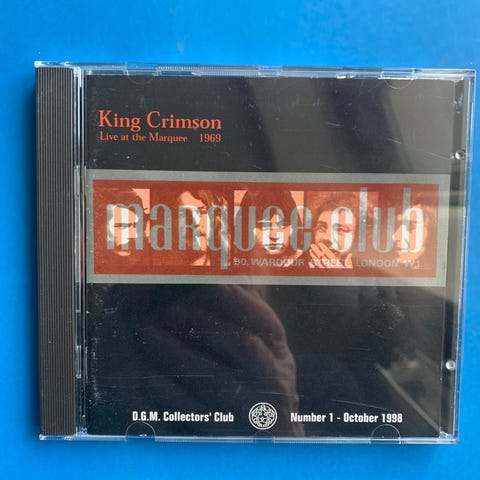 King Crimson
Live at the Marquee 1969
marquee club
90, WARDOUR STREET LONDON W.1.
D.G.M. Collectors' Club Number 1 - October 1998